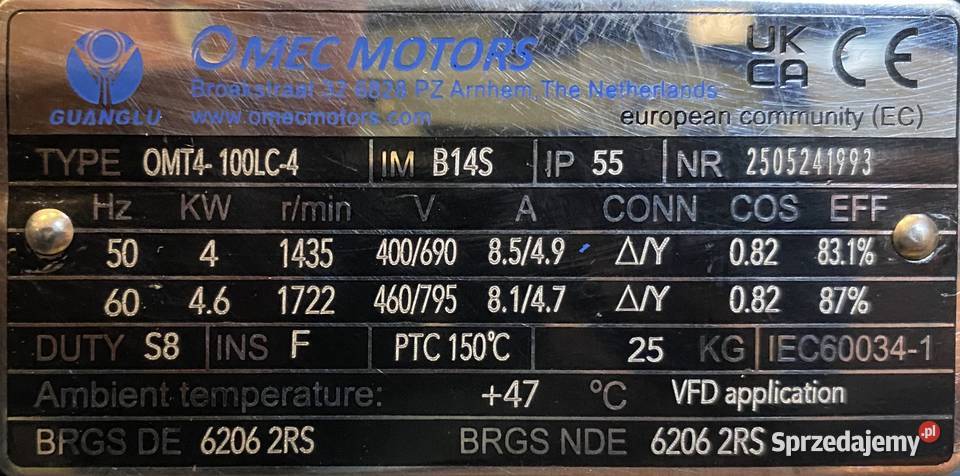 OMEC MOTORS
UK CA CE
Broekstraat 32 6828 PZ Arnhem, The Netherlands
GUANGLU www.omecmotors.com european community (EC)
TYPE OMT4-100LC-4 IM B14S IP 55 NR 2505241993
Hz KW r/min V A CONN COS EFF
50 4 1435 400/690 8.5/4.9 Δ/Y 0.82 83.1%
60 4.6 1722 460/795 8.1/4.7 Δ/Y 0.82 87%
DUTY S8 INS F PTC 150°C 25 KG IEC60034-1
Ambient temperature: +47 °C VFD application
BRGS DE 6206 2RS BRGS NDE 6206 2RS
Sprzedajemy.pl